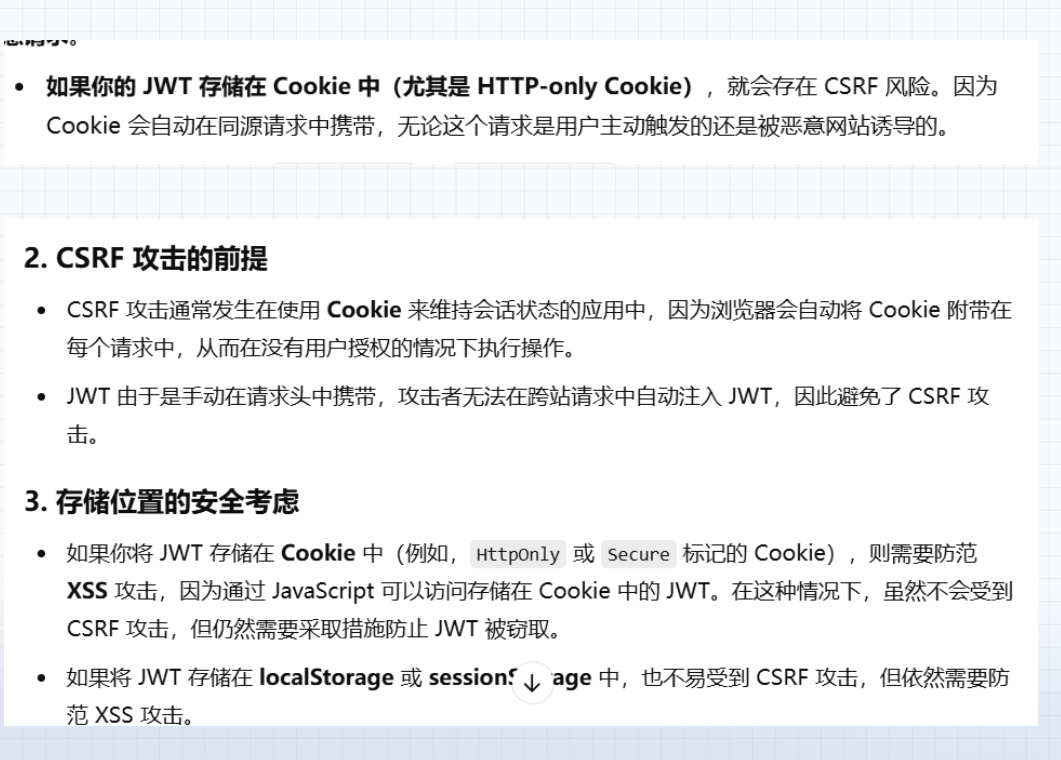 如果你的 JWT 存储在 Cookie 中（尤其是 HTTP-only Cookie），就会存在 CSRF 风险。因为
Cookie 会自动在同源请求中携带，无论这个请求是用户主动触发的还是被恶意网站诱导的。
2. CSRF 攻击的前提
CSRF 攻击通常发生在使用 Cookie 来维持会话状态的应用中，因为浏览器会自动将 Cookie 附带在
每个请求中，从而在没有用户授权的情况下执行操作。
JWT 由于是手动在请求头中携带，攻击者无法在跨站请求中自动注入 JWT，因此避免了 CSRF 攻
击。
3. 存储位置的安全考虑
如果你将 JWT 存储在 Cookie 中（例如，HttpOnly 或 Secure 标记的 Cookie），则需要防范
XSS 攻击，因为通过 JavaScript 可以访问存储在 Cookie 中的 JWT。在这种情况下，虽然不会受到
CSRF 攻击，但仍然需要采取措施防止 JWT 被窃取。
如果将 JWT 存储在 localStorage 或 中，也不易受到 CSRF 攻击，但依然需要防
范 XSS 攻击。